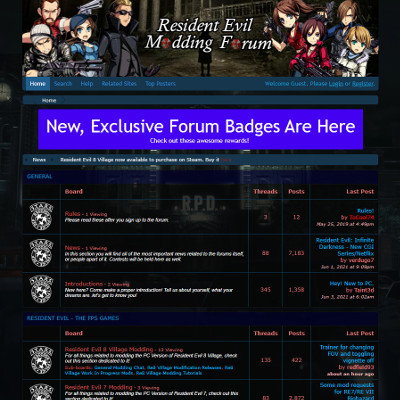 Resident Evil
Modding Forum
Home Search Help Related Sites Top Posters Welcome Guest. Please Login or Register.
Home
New, Exclusive Forum Badges Are Here
Check out these awesome rewards!
News Resident Evil 8 Village now available to purchase on Steam. Buy it
GENERAL
Board Threads Posts Last Post
Rules - 1 Viewing
Please read these after you sign up to the forum.
3 12
Rules!
by
May 25, 2019 at 4:49pm
News - 1 Viewing
In this section you will find all of the most important news related to the forums itself,
or people apart of it. Contests will be held here as well.
88 7,183
Resident Evil: Infinite
Darkness - New CGI
Series/Netflix
by verdugo7
Jun 1, 2021 at 9:09pm
Introductions - 2 Viewing
New here? Come make a proper introduction! Tell us about yourself, what your
dreams are, let's get to know you!
345 1,358
Hey! New to PC.
by Taint3d
Jun 3, 2021 at 6:02am
RESIDENT EVIL - THE FPS GAMES
Board Threads Posts Last Post
Resident Evil 8 Village Modding - 15 Viewing
For all things related to modding the PC Version of Resident Evil 8 Village, check
out this section dedicated to it!
Sub-boards: General Modding Chat, Re8 Village Modification Releases, Re8
Village Work In Progress Mods, Re8 Village Modding Tutorials
135 422
Trainer for changing
FOV and toggling
vignette off
by redfield93
about an hour ago
Resident Evil 7 Modding - 3 Viewing
For all things related to modding the PC Version of Resident Evil 7, check out this
section dedicated to it!
83 2,872
Some mod requests
for RE7/RE VIII
Biohazard
R.P.D.